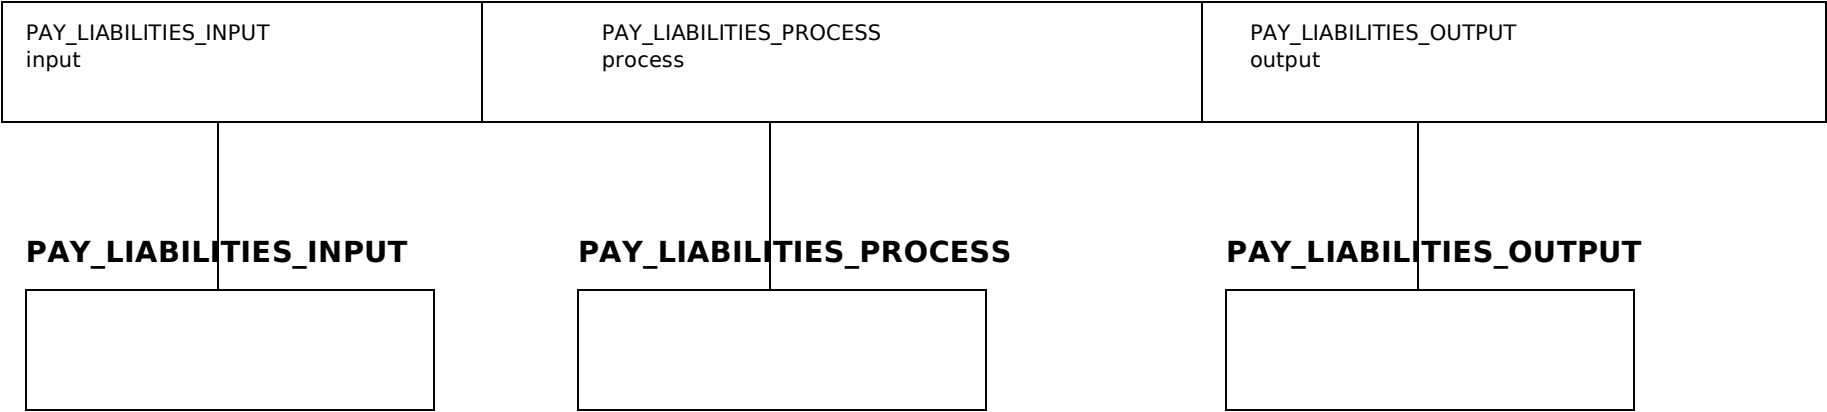 PAY_LIABILITIES_INPUT
input
PAY_LIABILITIES_PROCESS
process
PAY_LIABILITIES_OUTPUT
output
PAY_LIABILITIES_INPUT
PAY_LIABILITIES_PROCESS
PAY_LIABILITIES_OUTPUT